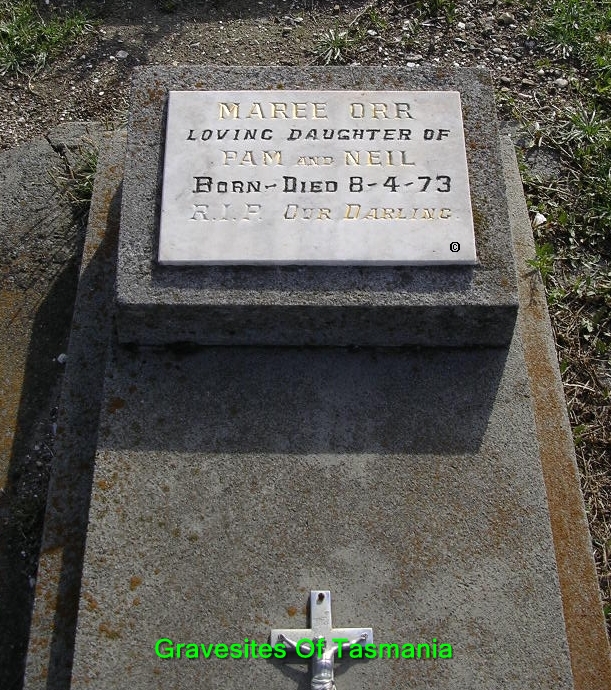 MAREE ORR
LOVING DAUGHTER OF
PAM AND NEIL
BORN-DIED 8-4-73
R.I.P. OUR DARLING.
©
Gravesites Of Tasmania